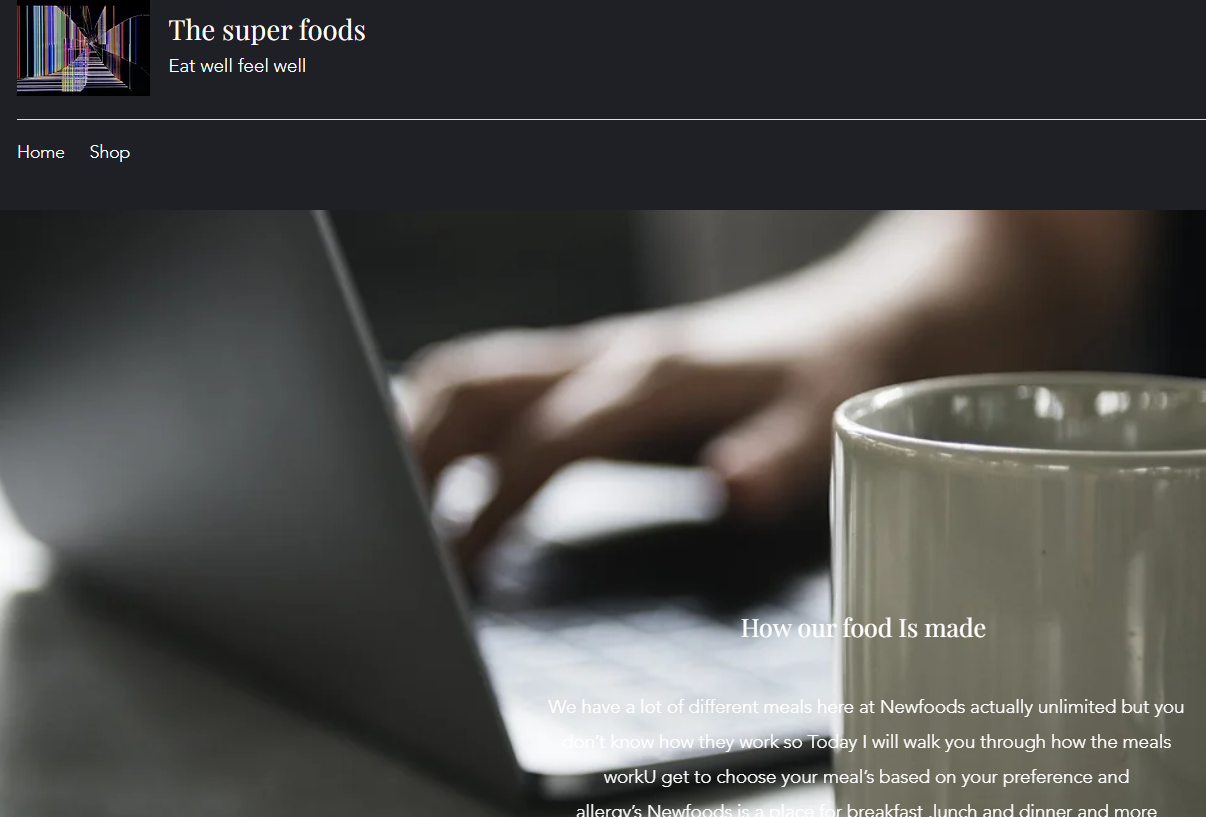 The super foods
Eat well feel well
Home Shop
How our food Is made
We have a lot of different meals here at Newfoods actually unlimited but you
don't know how they work so Today I will walk you through how the meals
workU get to choose your meal’s based on your preference and
allergy’s Newfoods is a place for breakfast ,lunch and dinner and more